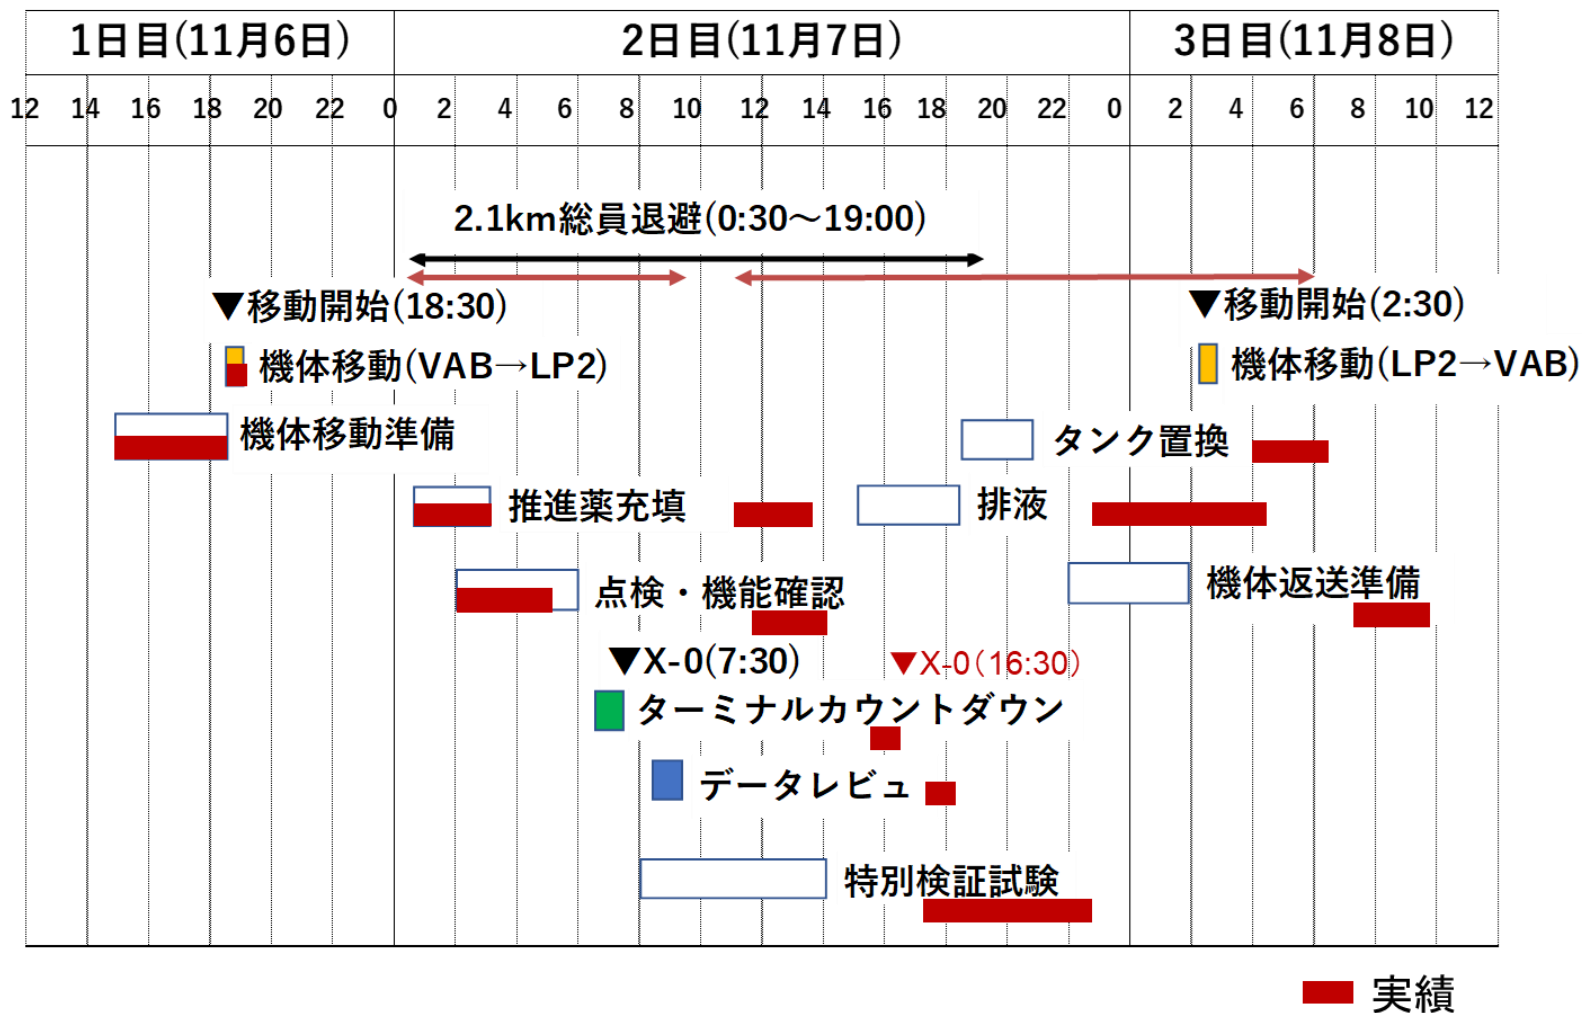 1日目(11月6日) 2日目(11月7日) 3日目(11月8日)
12 14 16 18 20 22 0 2 4 6 8 10 12 14 16 18 20 22 0 2 4 6 8 10 12
2.1km総員退避(0:30～19:00)
▼移動開始(18:30) ▼移動開始(2:30)
機体移動(VAB→LP2) 機体移動(LP2→VAB)
機体移動準備 タンク置換
推進薬充填 排液
点検・機能確認 機体返送準備
▼X-0(7:30) ▼X-0(16:30)
ターミナルカウントダウン
データレビュ
特別検証試験
実績